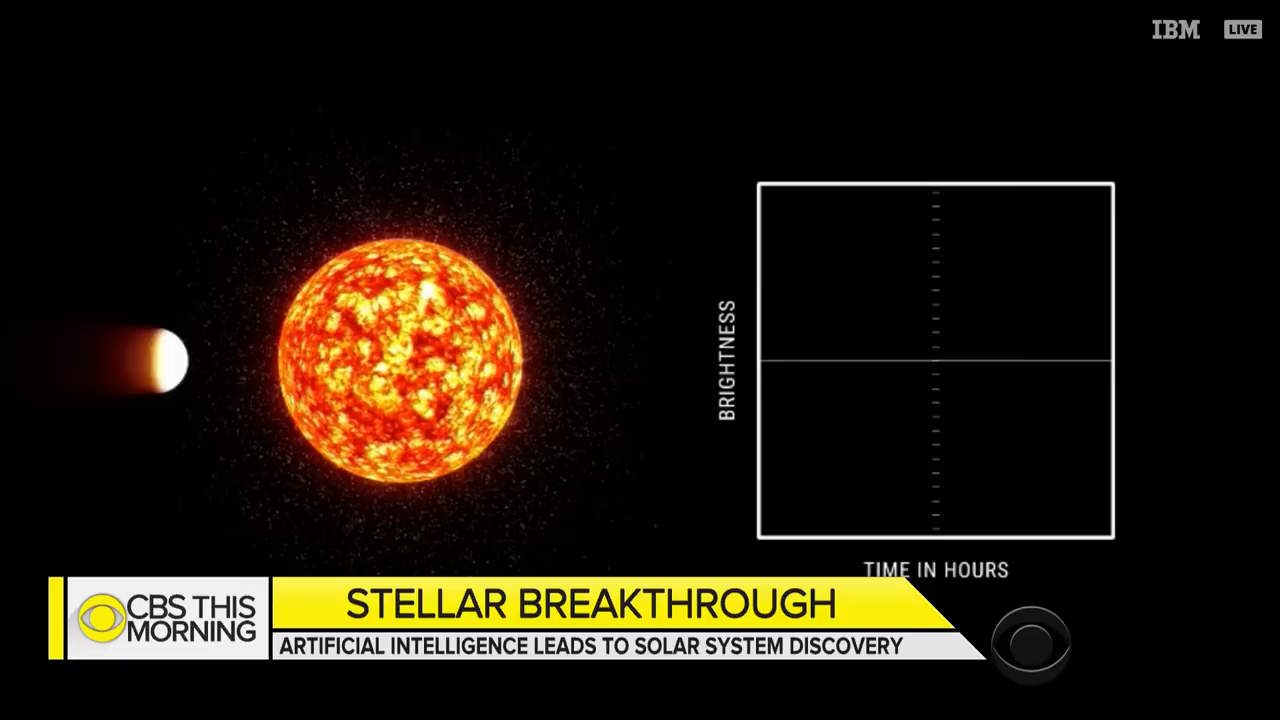 IBM LIVE
BRIGHTNESS
TIME IN HOURS
CBS THIS
MORNING
STELLAR BREAKTHROUGH
ARTIFICIAL INTELLIGENCE LEADS TO SOLAR SYSTEM DISCOVERY